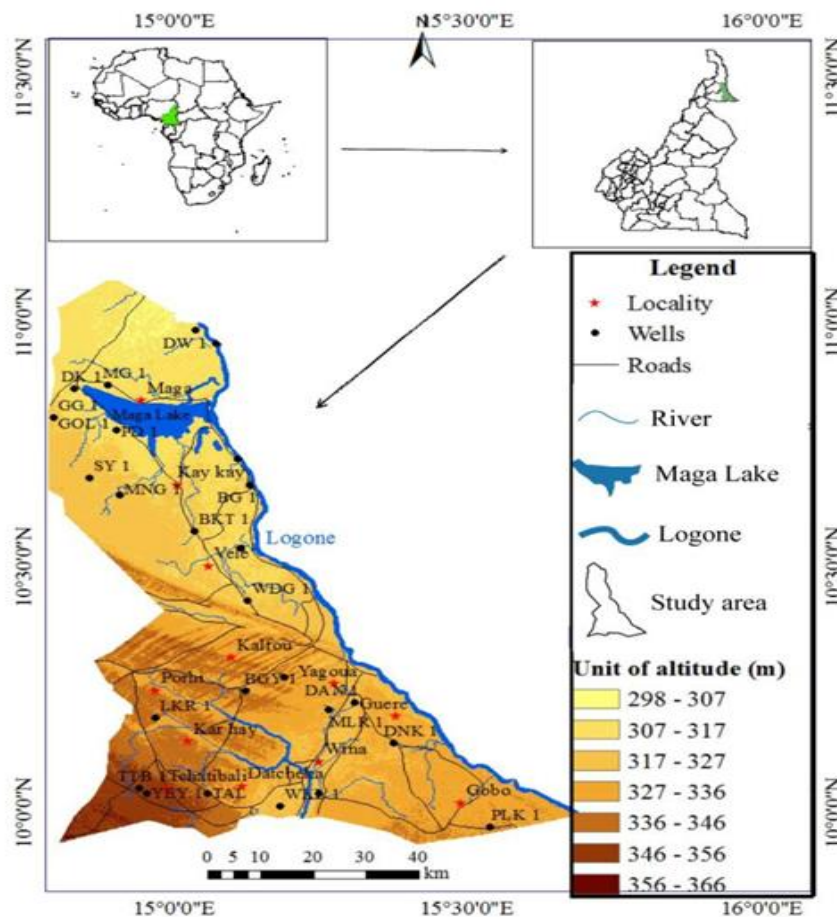 15°0'0"E
15°30'0"E
16°0'0"E
N
11°30'0"N
11°30'0"N
11°0'0"N
11°0'0"N
10°30'0"N
10°30'0"N
10°0'0"N
10°0'0"N
DW 1
DK 1
MG 1
Maga
GG 1
Maga Lake
GOL 1
SY 1
Kay kay
MNG 1
BG 1
BKT 1
Logone
Vele
WDG 1
Kalfou
Yagoua
BGY 1
DAN 1
LKR 1
Guere
MLK 1
Kar hay
DNK 1
Wina
TTB 1
Tchatibali
Datcheka
YEY 1
TAL
Gobo
PLK 1
0 5 10 20 30 40
km
15°0'0"E
15°30'0"E
16°0'0"E
Legend
Locality
Wells
Roads
River
Maga Lake
Logone
Study area
Unit of altitude (m)
298 - 307
307 - 317
317 - 327
327 - 336
336 - 346
346 - 356
356 - 366